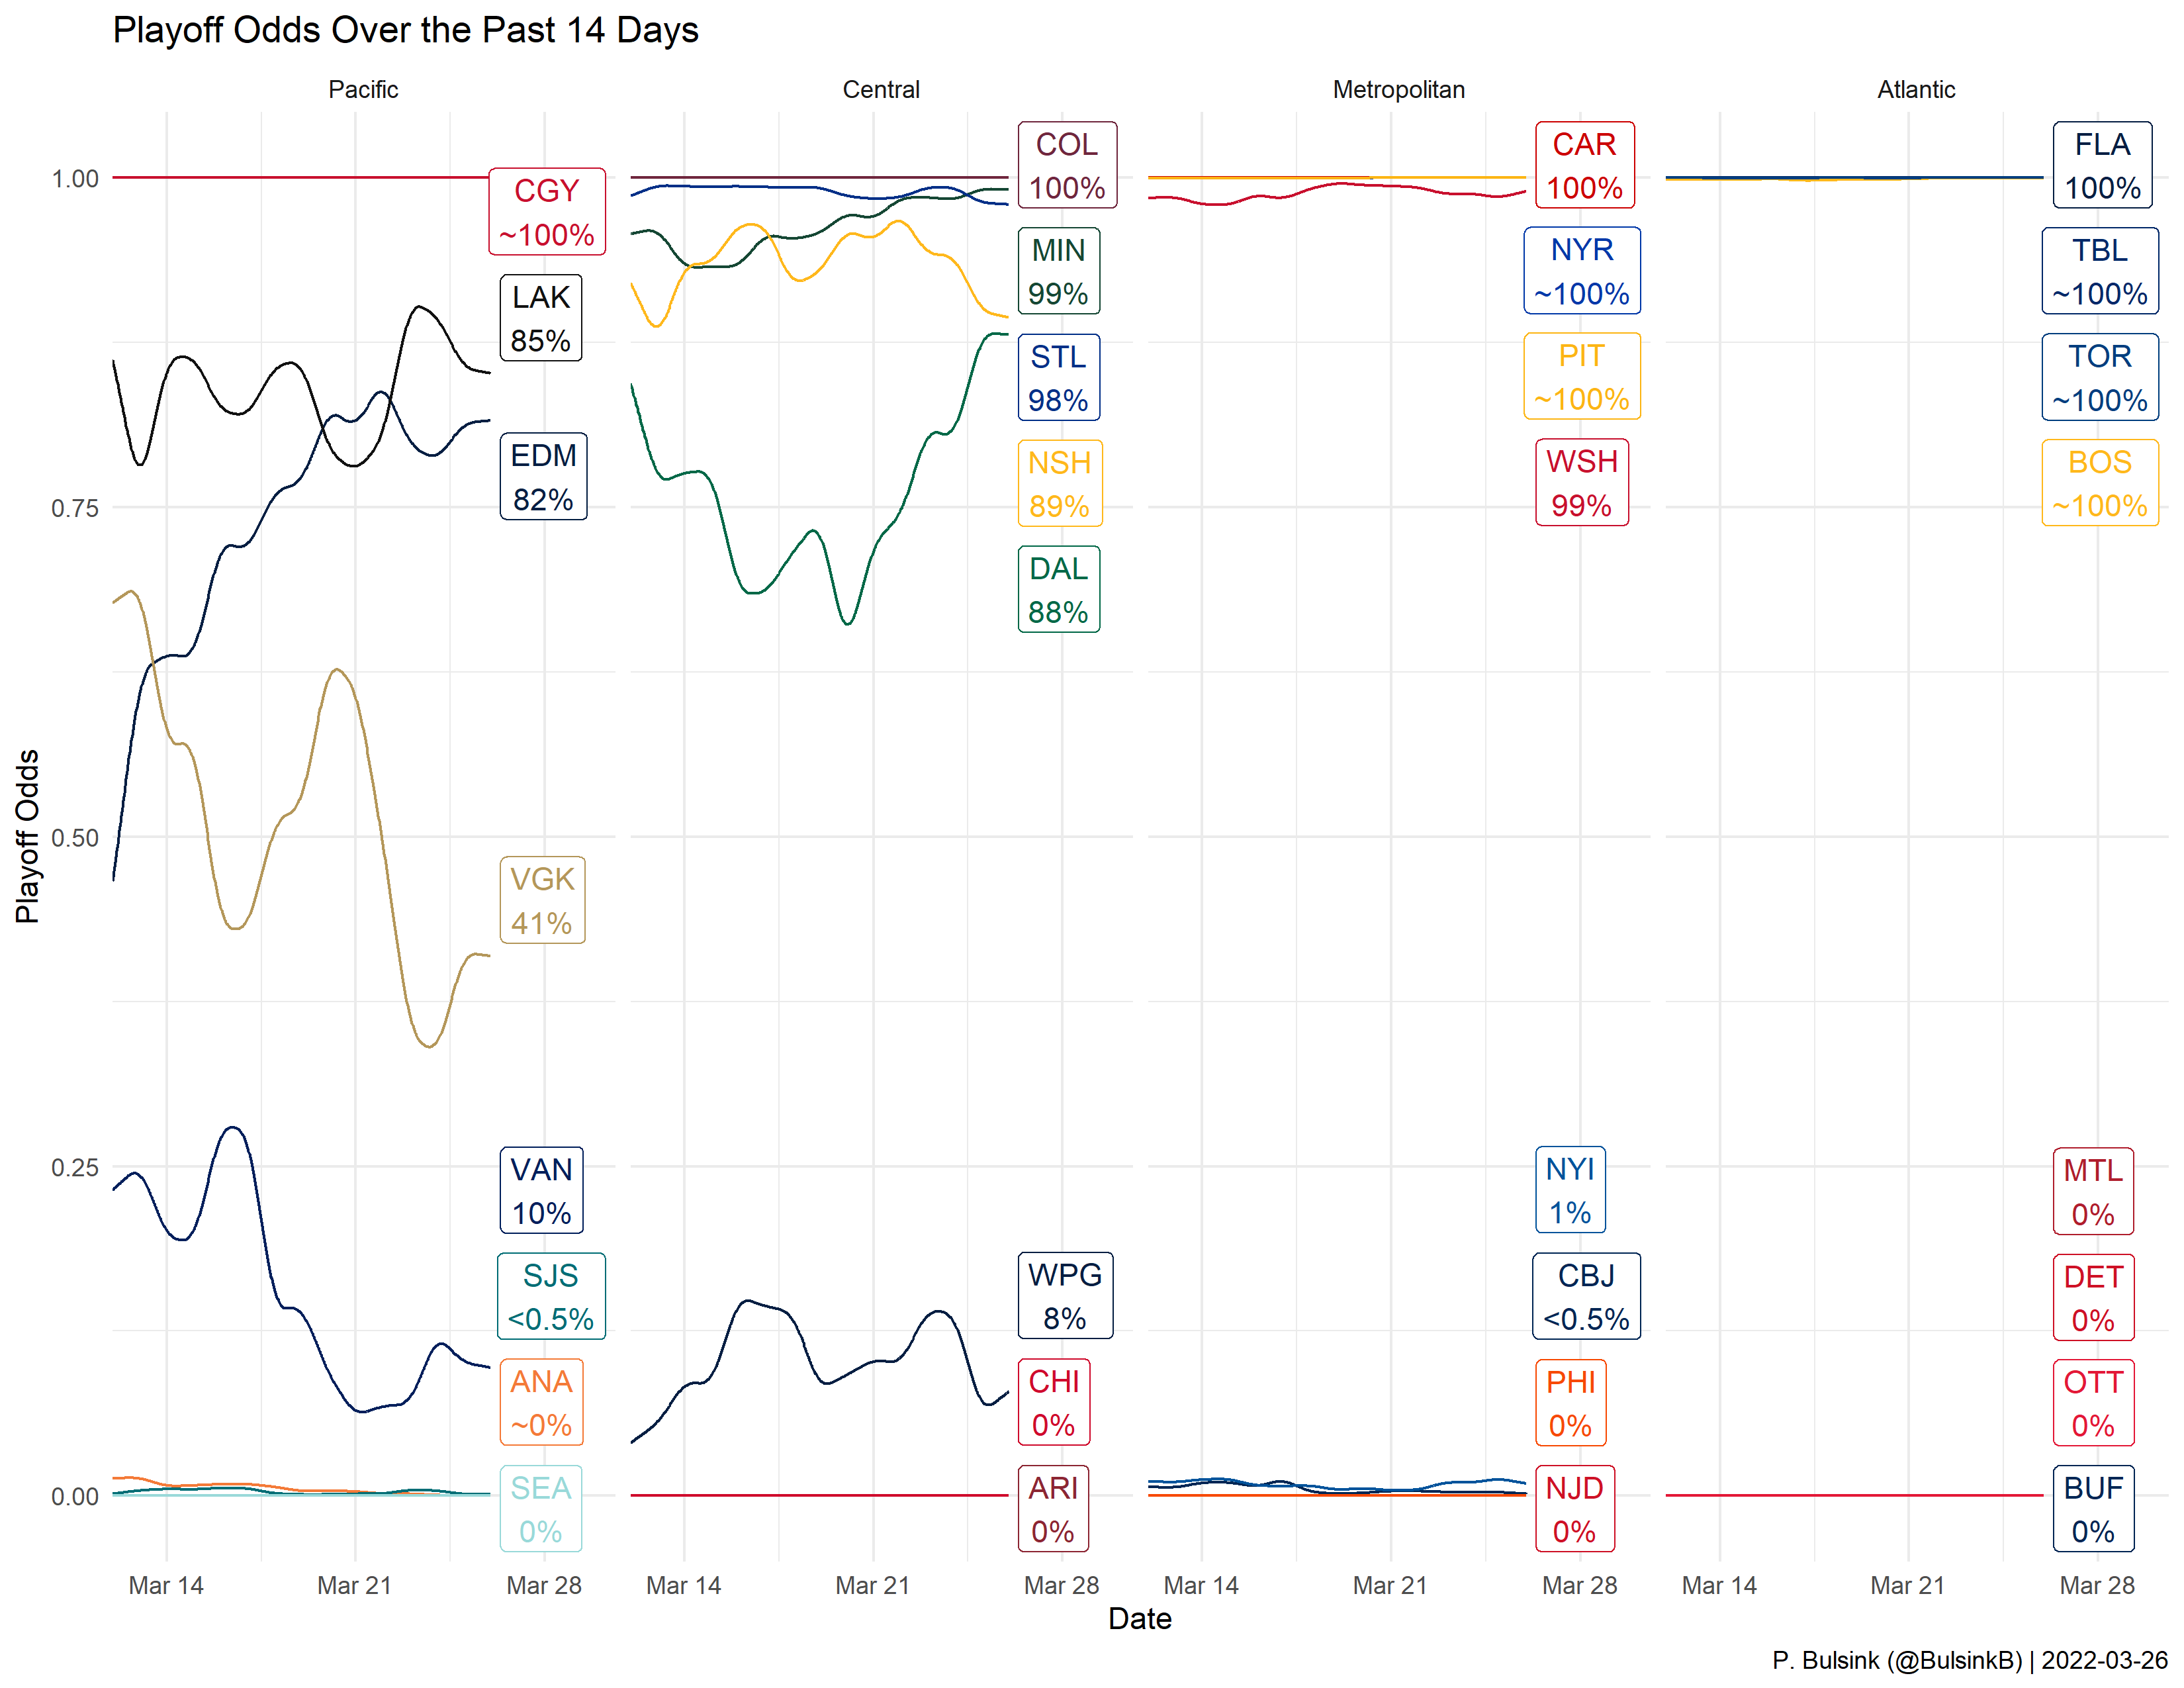 Playoff Odds Over the Past 14 Days
Pacific
Central
Metropolitan
Atlantic
Playoff Odds
1.00
0.75
0.50
0.25
0.00
CGY
~100%
LAK
85%
EDM
82%
VGK
41%
VAN
10%
SJS
<0.5%
ANA
~0%
SEA
0%
COL
100%
MIN
99%
STL
98%
NSH
89%
DAL
88%
WPG
8%
CHI
0%
ARI
0%
CAR
100%
NYR
~100%
PIT
~100%
WSH
99%
NYI
1%
CBJ
<0.5%
PHI
0%
NJD
0%
FLA
100%
TBL
~100%
TOR
~100%
BOS
~100%
MTL
0%
DET
0%
OTT
0%
BUF
0%
Mar 14 Mar 21 Mar 28 Mar 14 Mar 21 Mar 28 Mar 14 Mar 21 Mar 28 Mar 14 Mar 21 Mar 28
Date
P. Bulsink (@BulsinkB) | 2022-03-26